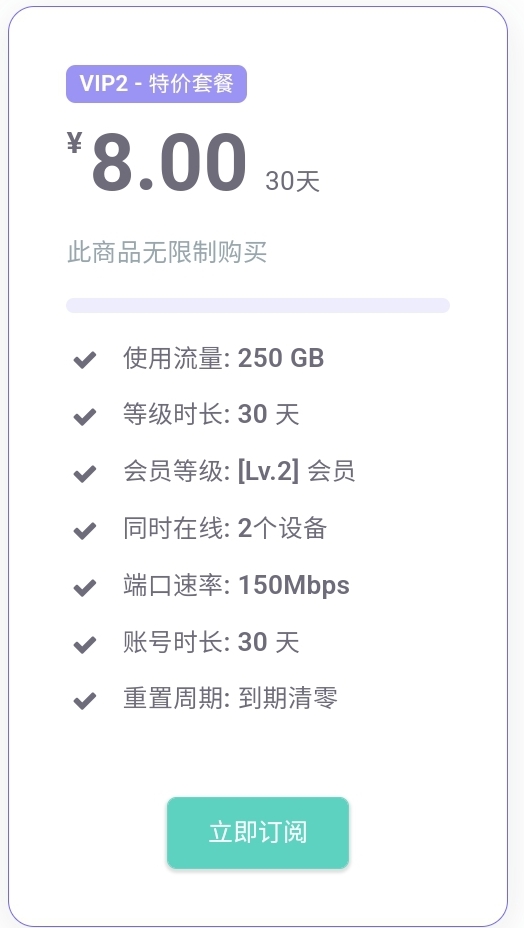 VIP2 - 特价套餐
¥8.00 30天
此商品无限制购买
使用流量: 250 GB
等级时长: 30 天
会员等级: [Lv.2] 会员
同时在线: 2个设备
端口速率: 150Mbps
账号时长: 30 天
重置周期: 到期清零
立即订阅